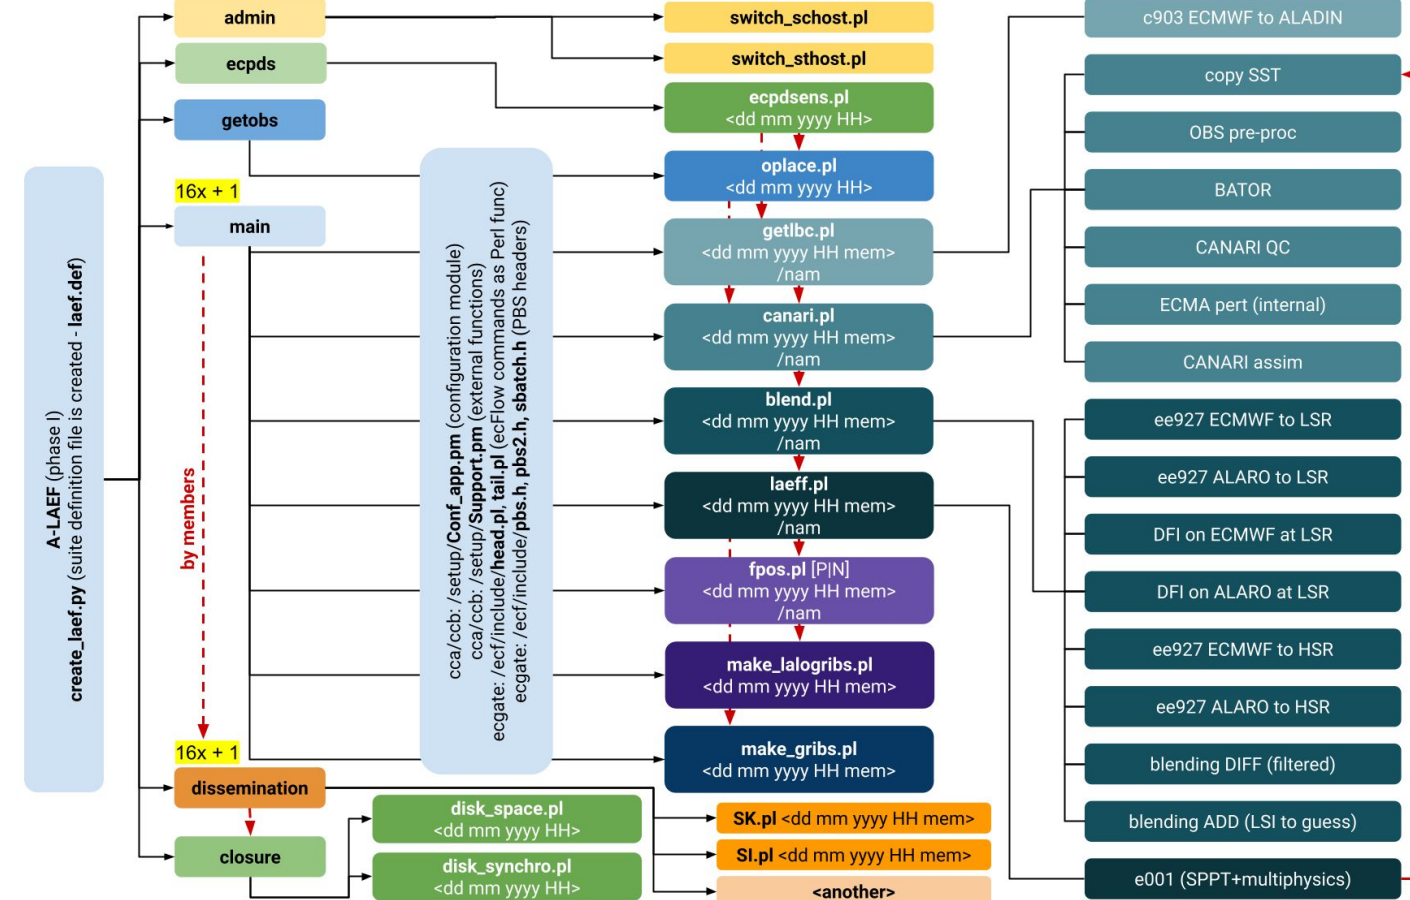 A-LAEF (phase I)
create_laef.py (suite definition file is created - laef.def)
admin
ecpds
getobs
16x + 1
main
by members
16x + 1
dissemination
closure
cca/ccb: /setup/Conf_app.pm (configuration module)
cca/ccb: /setup/Support.pm (external functions)
ecgate: /ecf/include/head.pl, tail.pl (ecFlow commands as Perl func)
ecgate: /ecf/include/pbs.h, pbs2.h, sbatch.h (PBS headers)
disk_space.pl
<dd mm yyyy HH>
disk_synchro.pl
<dd mm yyyy HH>
switch_schost.pl
switch_sthost.pl
ecpdsens.pl
<dd mm yyyy HH>
oplace.pl
<dd mm yyyy HH>
getlbc.pl
<dd mm yyyy HH mem>
/nam
canari.pl
<dd mm yyyy HH mem>
/nam
blend.pl
<dd mm yyyy HH mem>
/nam
laeff.pl
<dd mm yyyy HH mem>
/nam
fpos.pl [P|N]
<dd mm yyyy HH mem>
/nam
make_lalogribs.pl
<dd mm yyyy HH mem>
make_gribs.pl
<dd mm yyyy HH mem>
SK.pl <dd mm yyyy HH mem>
SI.pl <dd mm yyyy HH mem>
<another>
c903 ECMWF to ALADIN
copy SST
OBS pre-proc
BATOR
CANARI QC
ECMA pert (internal)
CANARI assim
ee927 ECMWF to LSR
ee927 ALARO to LSR
DFI on ECMWF at LSR
DFI on ALARO at LSR
ee927 ECMWF to HSR
ee927 ALARO to HSR
blending DIFF (filtered)
blending ADD (LSI to guess)
e001 (SPPT+multiphysics)